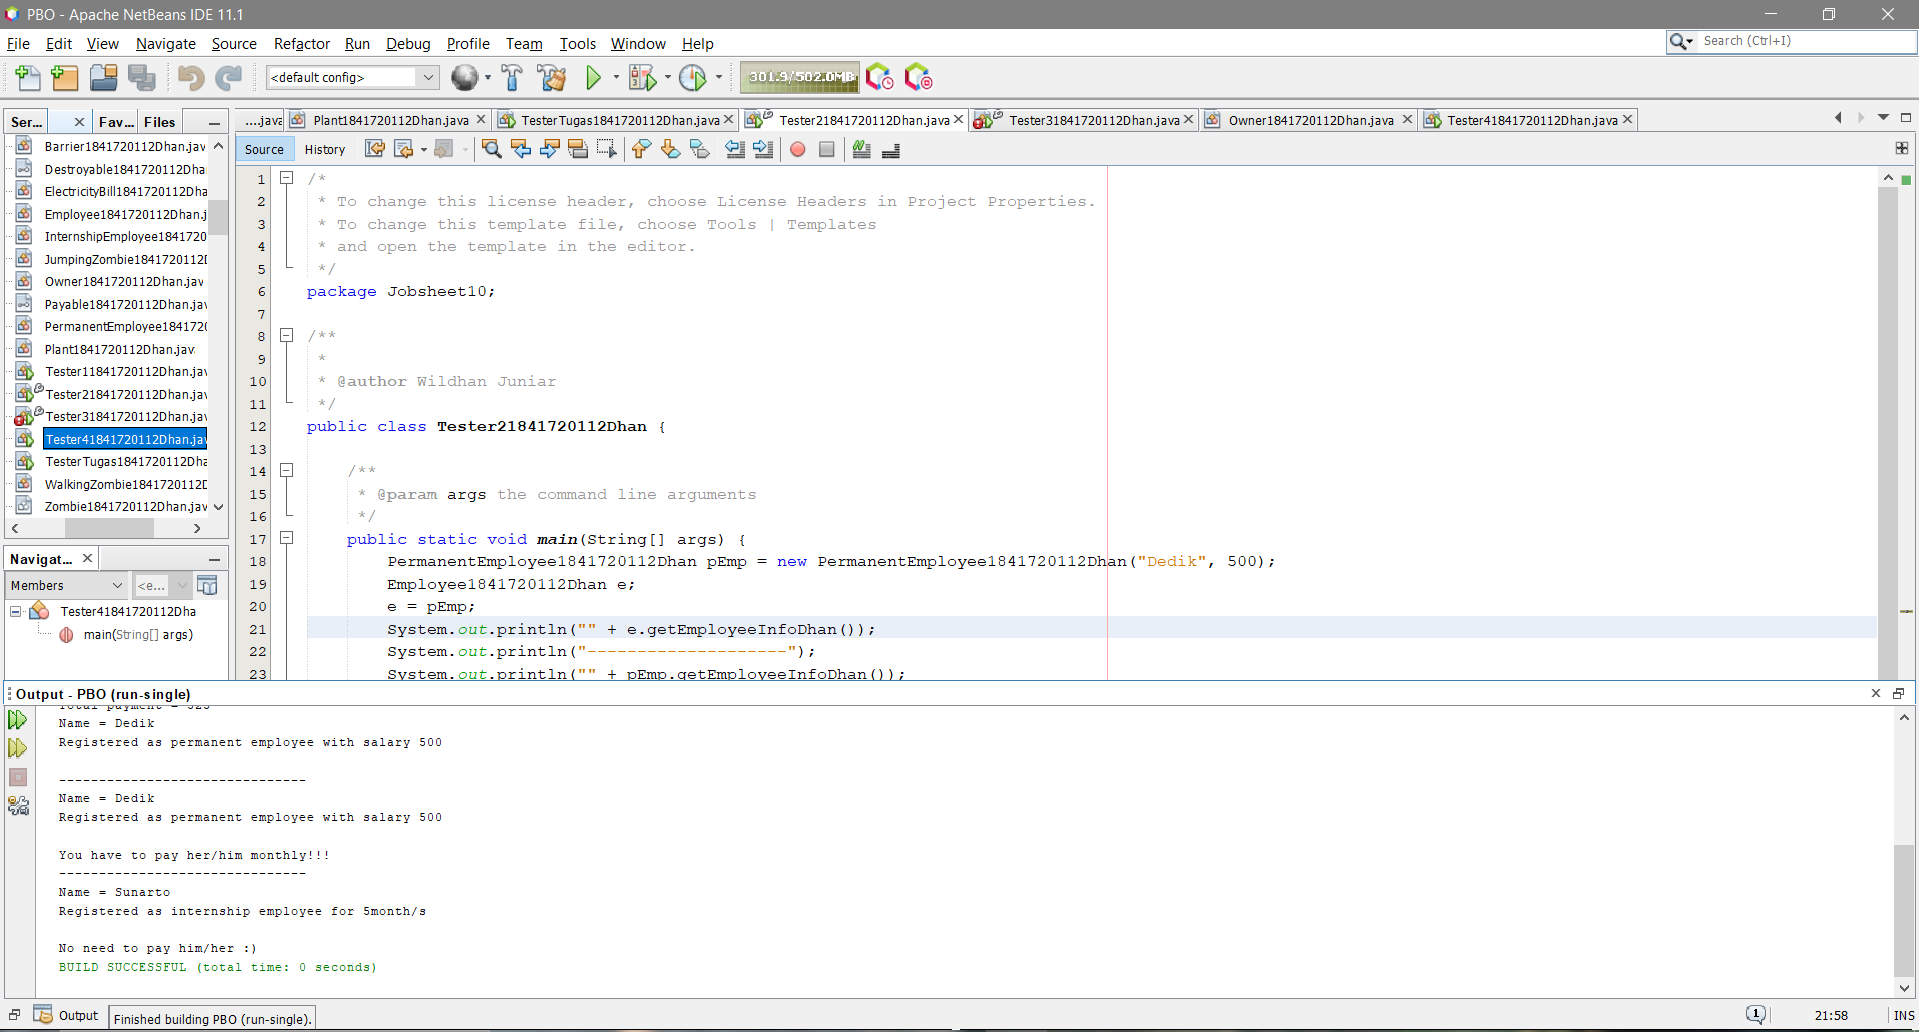 PBO - Apache NetBeans IDE 11.1
File Edit View Navigate Source Refactor Run Debug Profile Team Tools Window Help
Search (Ctrl+I)
<default config>
301.9/502.0MB
Ser... Fav... Files
....java Plant1841720112Dhan.java TesterTugas1841720112Dhan.java Tester21841720112Dhan.java Tester31841720112Dhan.java Owner1841720112Dhan.java Tester41841720112Dhan.java
Source History
Barrier1841720112Dhan.jav
Destroyable1841720112Dha
ElectricityBill1841720112Dha
Employee1841720112Dhan.j
InternshipEmployee1841720
JumpingZombie1841720112D
Owner1841720112Dhan.jav
Payable1841720112Dhan.jav
PermanentEmployee1841720
Plant1841720112Dhan.jav
Tester11841720112Dhan.jav
Tester21841720112Dhan.jav
Tester31841720112Dhan.jav
Tester41841720112Dhan.jav
TesterTugas1841720112Dha
WalkingZombie1841720112D
Zombie1841720112Dhan.jav
Navigat...
Members <e...
Tester41841720112Dha
main(String[] args)
1 /*
2 * To change this license header, choose License Headers in Project Properties.
3 * To change this template file, choose Tools | Templates
4 * and open the template in the editor.
5 */
6 package Jobsheet10;
7
8 /**
9 *
10 * @author Wildhan Juniar
11 */
12 public class Tester21841720112Dhan {
13
14 /**
15 * @param args the command line arguments
16 */
17 public static void main(String[] args) {
18 PermanentEmployee1841720112Dhan pEmp = new PermanentEmployee1841720112Dhan("Dedik", 500);
19 Employee1841720112Dhan e;
20 e = pEmp;
21 System.out.println("" + e.getEmployeeInfoDhan());
22 System.out.println("--------------------");
23 System.out.println("" + pEmp.getEmployeeInfoDhan());
Output - PBO (run-single)
Total payment = 525
Name = Dedik
Registered as permanent employee with salary 500
-------------------------------
Name = Dedik
Registered as permanent employee with salary 500
You have to pay her/him monthly!!!
-------------------------------
Name = Sunarto
Registered as internship employee for 5month/s
No need to pay him/her :)
BUILD SUCCESSFUL (total time: 0 seconds)
Output Finished building PBO (run-single). 1 21:58 INS